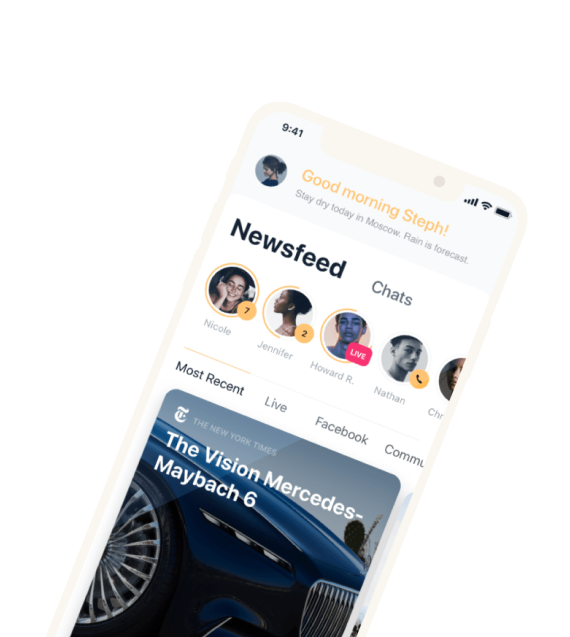 9:41
Good morning Steph!
Stay dry today in Moscow. Rain is forecast.
Newsfeed
Chats
7
2
LIVE
Nicole
Jennifer
Howard R.
Nathan
Chr
Most Recent
Live
Facebook
Commu
THE NEW YORK TIMES
The Vision Mercedes-
Maybach 6